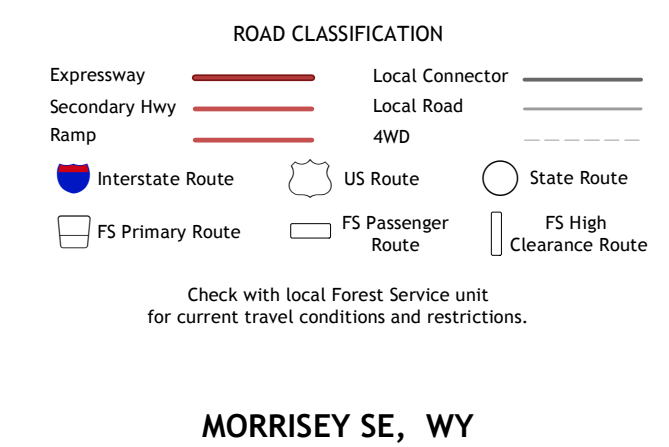 ROAD CLASSIFICATION
Expressway
Local Connector
Secondary Hwy
Local Road
Ramp
4WD
Interstate Route
US Route
State Route
FS Primary Route
FS Passenger
Route
FS High
Clearance Route
Check with local Forest Service unit
for current travel conditions and restrictions.
MORRISEY SE, WY